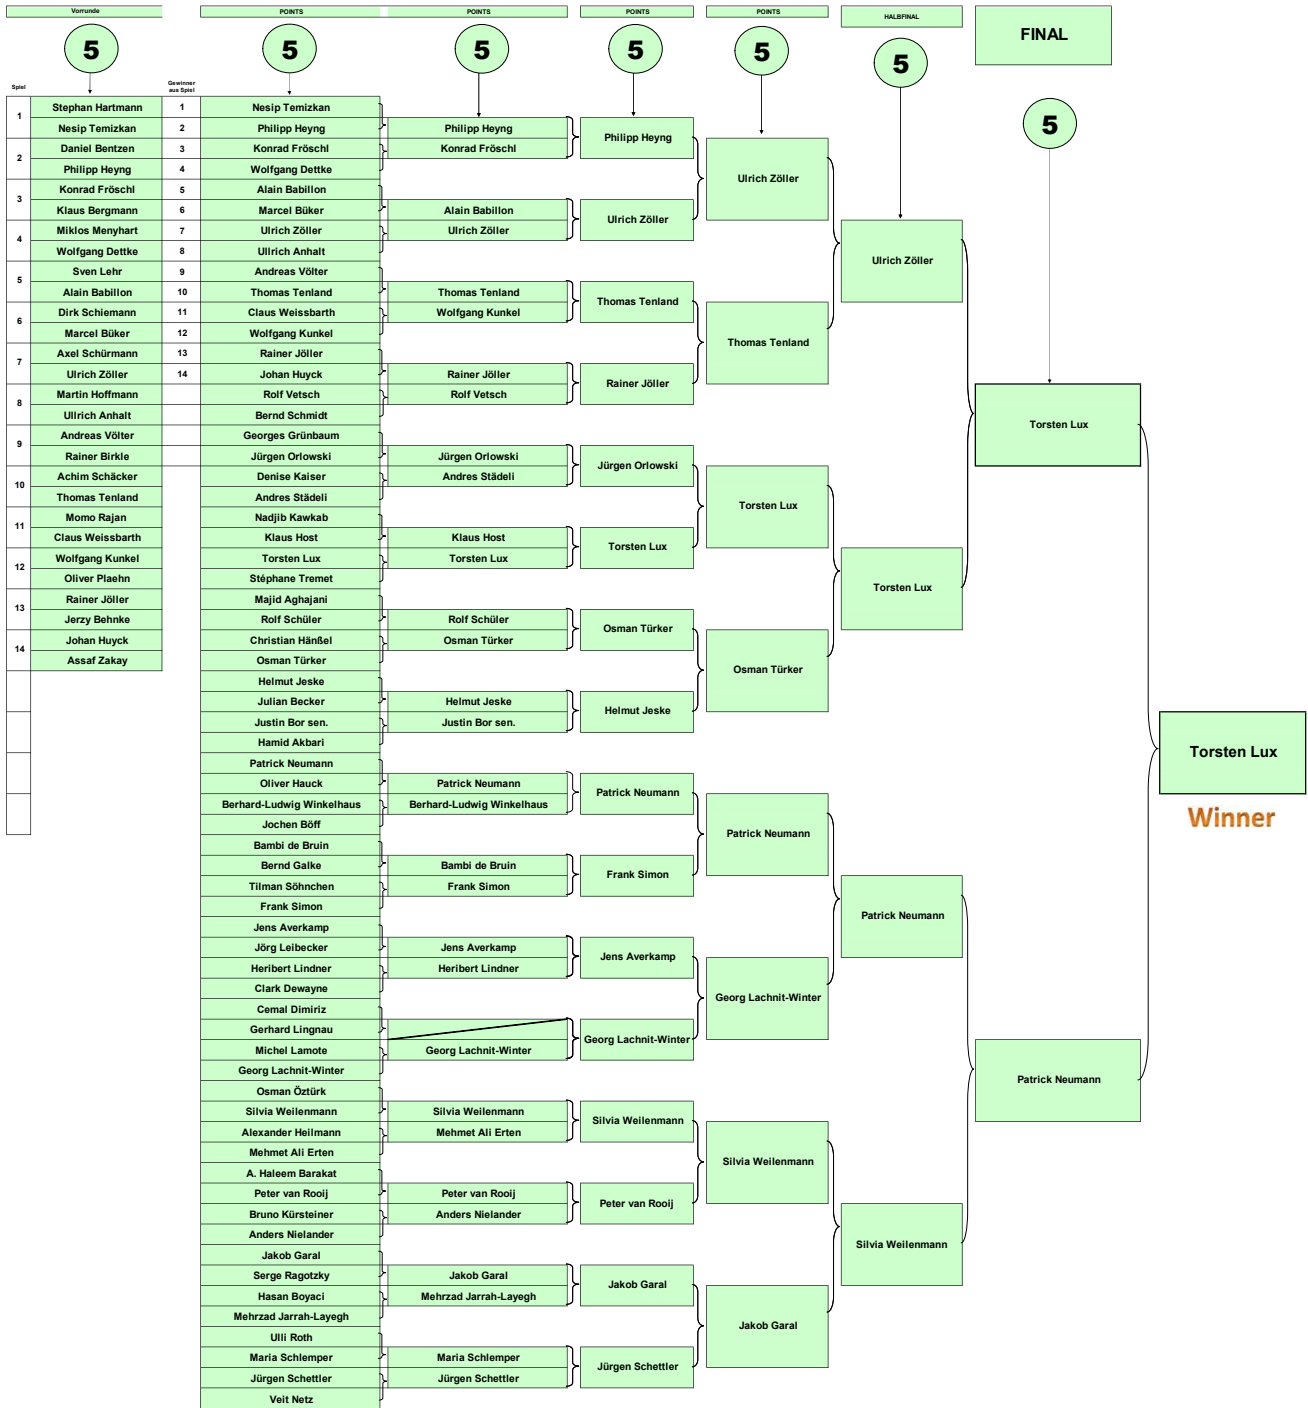 Vorrunde
POINTS
POINTS
POINTS
POINTS
HALBFINAL
FINAL
5
5
5
5
5
5
5
Spiel
Gewinner
aus Spiel
1
Stephan Hartmann
Nesip Temizkan
2
Daniel Bentzen
Philipp Heyng
3
Konrad Fröschl
Klaus Bergmann
4
Miklos Menyhart
Wolfgang Dettke
5
Sven Lehr
Alain Babillon
6
Dirk Schiemann
Marcel Büker
7
Axel Schürmann
Ulrich Zöller
8
Martin Hoffmann
Ullrich Anhalt
9
Andreas Völter
Rainer Birkle
10
Achim Schäcker
Thomas Tenland
11
Momo Rajan
Claus Weissbarth
12
Wolfgang Kunkel
Oliver Plaehn
13
Rainer Jöller
Jerzy Behnke
14
Johan Huyck
Assaf Zakay
1
2
3
4
5
6
7
8
9
10
11
12
13
14
Nesip Temizkan
Philipp Heyng
Konrad Fröschl
Wolfgang Dettke
Alain Babillon
Marcel Büker
Ulrich Zöller
Ullrich Anhalt
Andreas Völter
Thomas Tenland
Claus Weissbarth
Wolfgang Kunkel
Rainer Jöller
Johan Huyck
Rolf Vetsch
Bernd Schmidt
Georges Grünbaum
Jürgen Orlowski
Denise Kaiser
Andres Städeli
Nadjib Kawkab
Klaus Host
Torsten Lux
Stéphane Tremet
Majid Aghajani
Rolf Schüler
Christian Hänßel
Osman Türker
Helmut Jeske
Julian Becker
Justin Bor sen.
Hamid Akbari
Patrick Neumann
Oliver Hauck
Berhard-Ludwig Winkelhaus
Jochen Böff
Bambi de Bruin
Bernd Galke
Tilman Söhnchen
Frank Simon
Jens Averkamp
Jörg Leibecker
Heribert Lindner
Clark Dewayne
Cemal Dimiriz
Gerhard Lingnau
Michel Lamote
Georg Lachnit-Winter
Osman Öztürk
Silvia Weilenmann
Alexander Heilmann
Mehmet Ali Erten
A. Haleem Barakat
Peter van Rooij
Bruno Kürsteiner
Anders Nielander
Jakob Garal
Serge Ragotzky
Hasan Boyaci
Mehrzad Jarrah-Layegh
Ulli Roth
Maria Schlemper
Jürgen Schettler
Veit Netz
Philipp Heyng
Konrad Fröschl
Alain Babillon
Ulrich Zöller
Thomas Tenland
Wolfgang Kunkel
Rainer Jöller
Rolf Vetsch
Jürgen Orlowski
Andres Städeli
Klaus Host
Torsten Lux
Rolf Schüler
Osman Türker
Helmut Jeske
Justin Bor sen.
Patrick Neumann
Berhard-Ludwig Winkelhaus
Bambi de Bruin
Frank Simon
Jens Averkamp
Heribert Lindner
Georg Lachnit-Winter
Silvia Weilenmann
Mehmet Ali Erten
Peter van Rooij
Anders Nielander
Jakob Garal
Mehrzad Jarrah-Layegh
Maria Schlemper
Jürgen Schettler
Philipp Heyng
Ulrich Zöller
Thomas Tenland
Rainer Jöller
Jürgen Orlowski
Torsten Lux
Osman Türker
Helmut Jeske
Patrick Neumann
Frank Simon
Jens Averkamp
Georg Lachnit-Winter
Silvia Weilenmann
Peter van Rooij
Jakob Garal
Jürgen Schettler
Ulrich Zöller
Thomas Tenland
Torsten Lux
Osman Türker
Patrick Neumann
Georg Lachnit-Winter
Silvia Weilenmann
Jakob Garal
Ulrich Zöller
Torsten Lux
Patrick Neumann
Silvia Weilenmann
Torsten Lux
Patrick Neumann
Torsten Lux
Winner